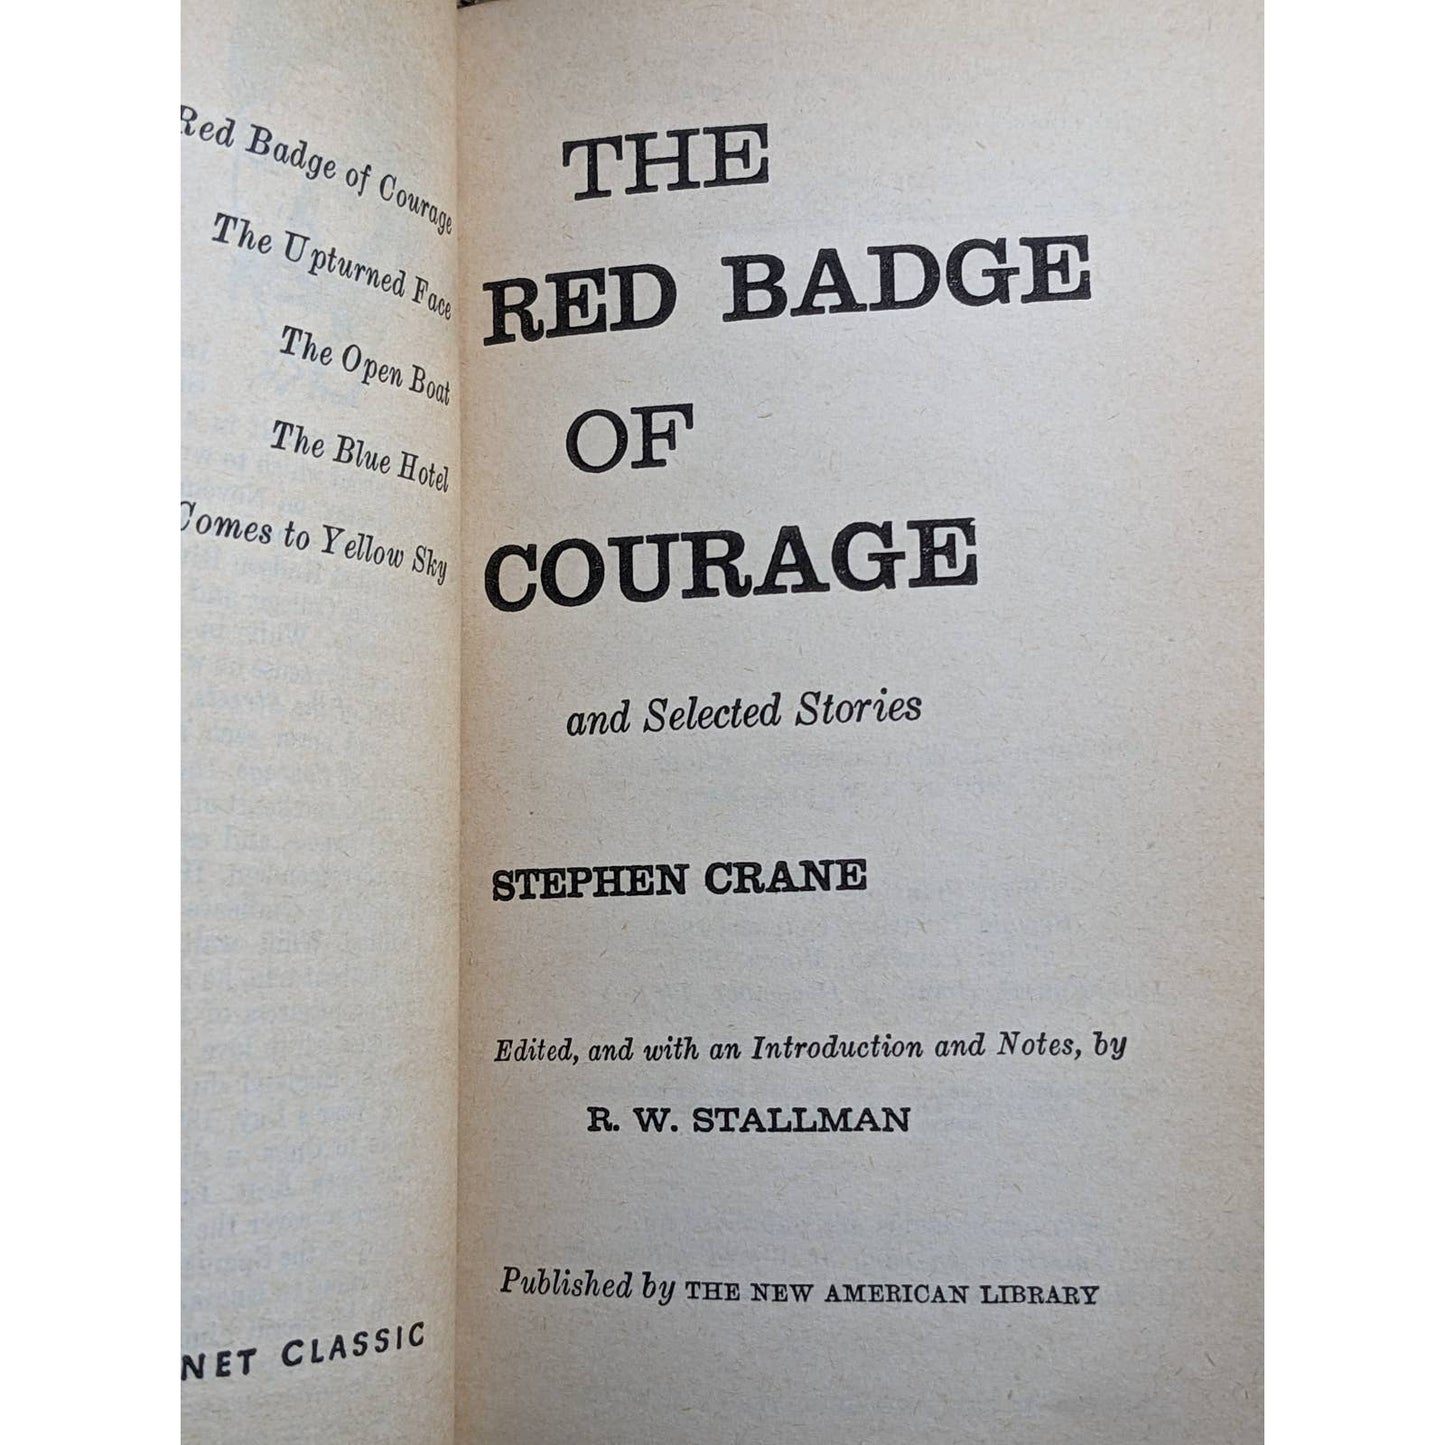 Red Badge of Courage
The Upturned Face
The Open Boat
The Blue Hotel
Comes to Yellow Sky
NET CLASSIC
THE
RED BADGE
OF
COURAGE
and Selected Stories
STEPHEN CRANE
Edited, and with an Introduction and Notes, by
R. W. STALLMAN
Published by THE NEW AMERICAN LIBRARY